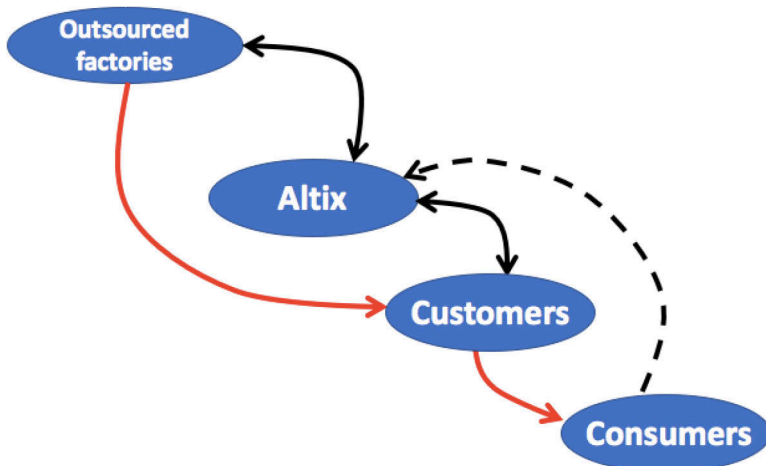 Outsourced
factories
Altix
Customers
Consumers